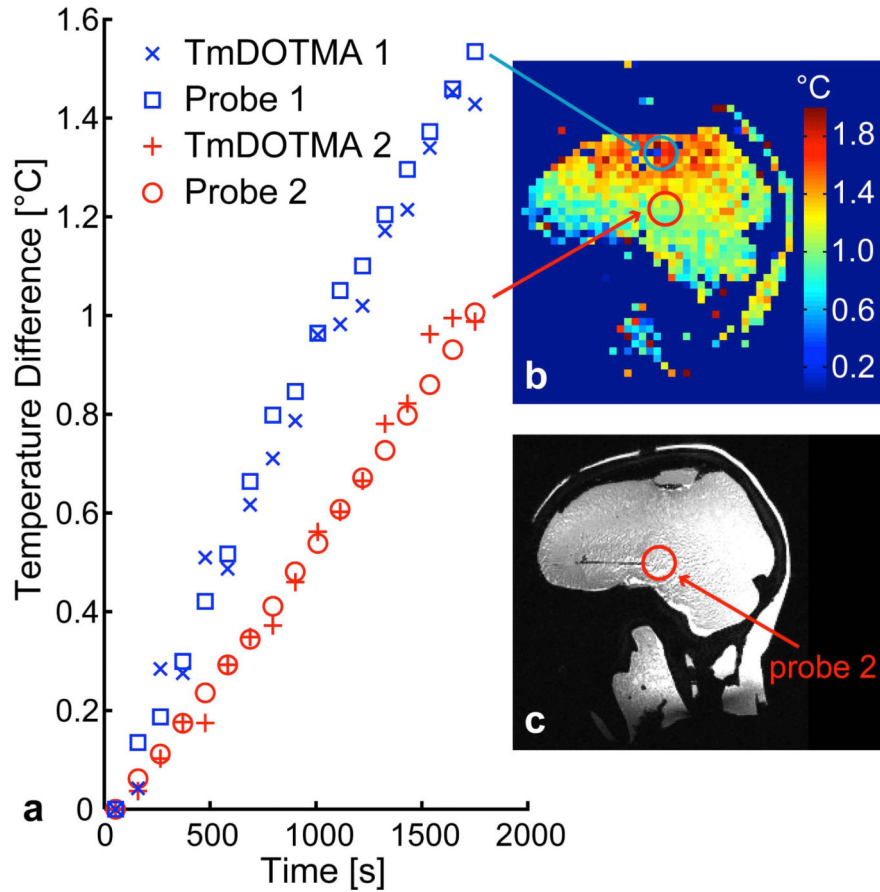 1.6
1.4
1.2
1
0.8
0.6
0.4
0.2
0
Temperature Difference [°C]
× TmDOTMA 1
□ Probe 1
+ TmDOTMA 2
○ Probe 2
0 500 1000 1500 2000
Time [s]
a
°C
1.8
1.4
1.0
0.6
0.2
b
probe 2
c